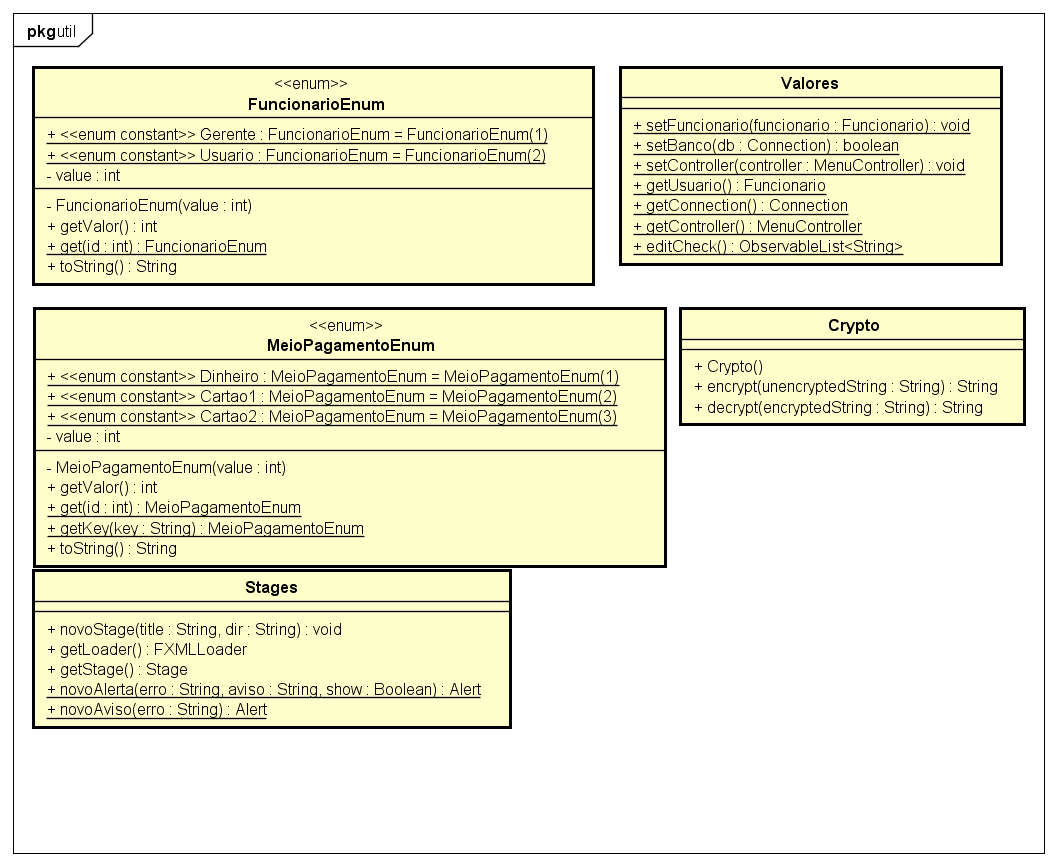 pkg util
<<enum>>
FuncionarioEnum
+ <<enum constant>> Gerente : FuncionarioEnum = FuncionarioEnum(1)
+ <<enum constant>> Usuario : FuncionarioEnum = FuncionarioEnum(2)
- value : int
- FuncionarioEnum(value : int)
+ getValor() : int
+ get(id : int) : FuncionarioEnum
+ toString() : String
Valores
+ setFuncionario(funcionario : Funcionario) : void
+ setBanco(db : Connection) : boolean
+ setController(controller : MenuController) : void
+ getUsuario() : Funcionario
+ getConnection() : Connection
+ getController() : MenuController
+ editCheck() : ObservableList<String>
<<enum>>
MeioPagamentoEnum
+ <<enum constant>> Dinheiro : MeioPagamentoEnum = MeioPagamentoEnum(1)
+ <<enum constant>> Cartao1 : MeioPagamentoEnum = MeioPagamentoEnum(2)
+ <<enum constant>> Cartao2 : MeioPagamentoEnum = MeioPagamentoEnum(3)
- value : int
- MeioPagamentoEnum(value : int)
+ getValor() : int
+ get(id : int) : MeioPagamentoEnum
+ getKey(key : String) : MeioPagamentoEnum
+ toString() : String
Crypto
+ Crypto()
+ encrypt(unencryptedString : String) : String
+ decrypt(encryptedString : String) : String
Stages
+ novoStage(title : String, dir : String) : void
+ getLoader() : FXMLLoader
+ getStage() : Stage
+ novoAlerta(erro : String, aviso : String, show : Boolean) : Alert
+ novoAviso(erro : String) : Alert